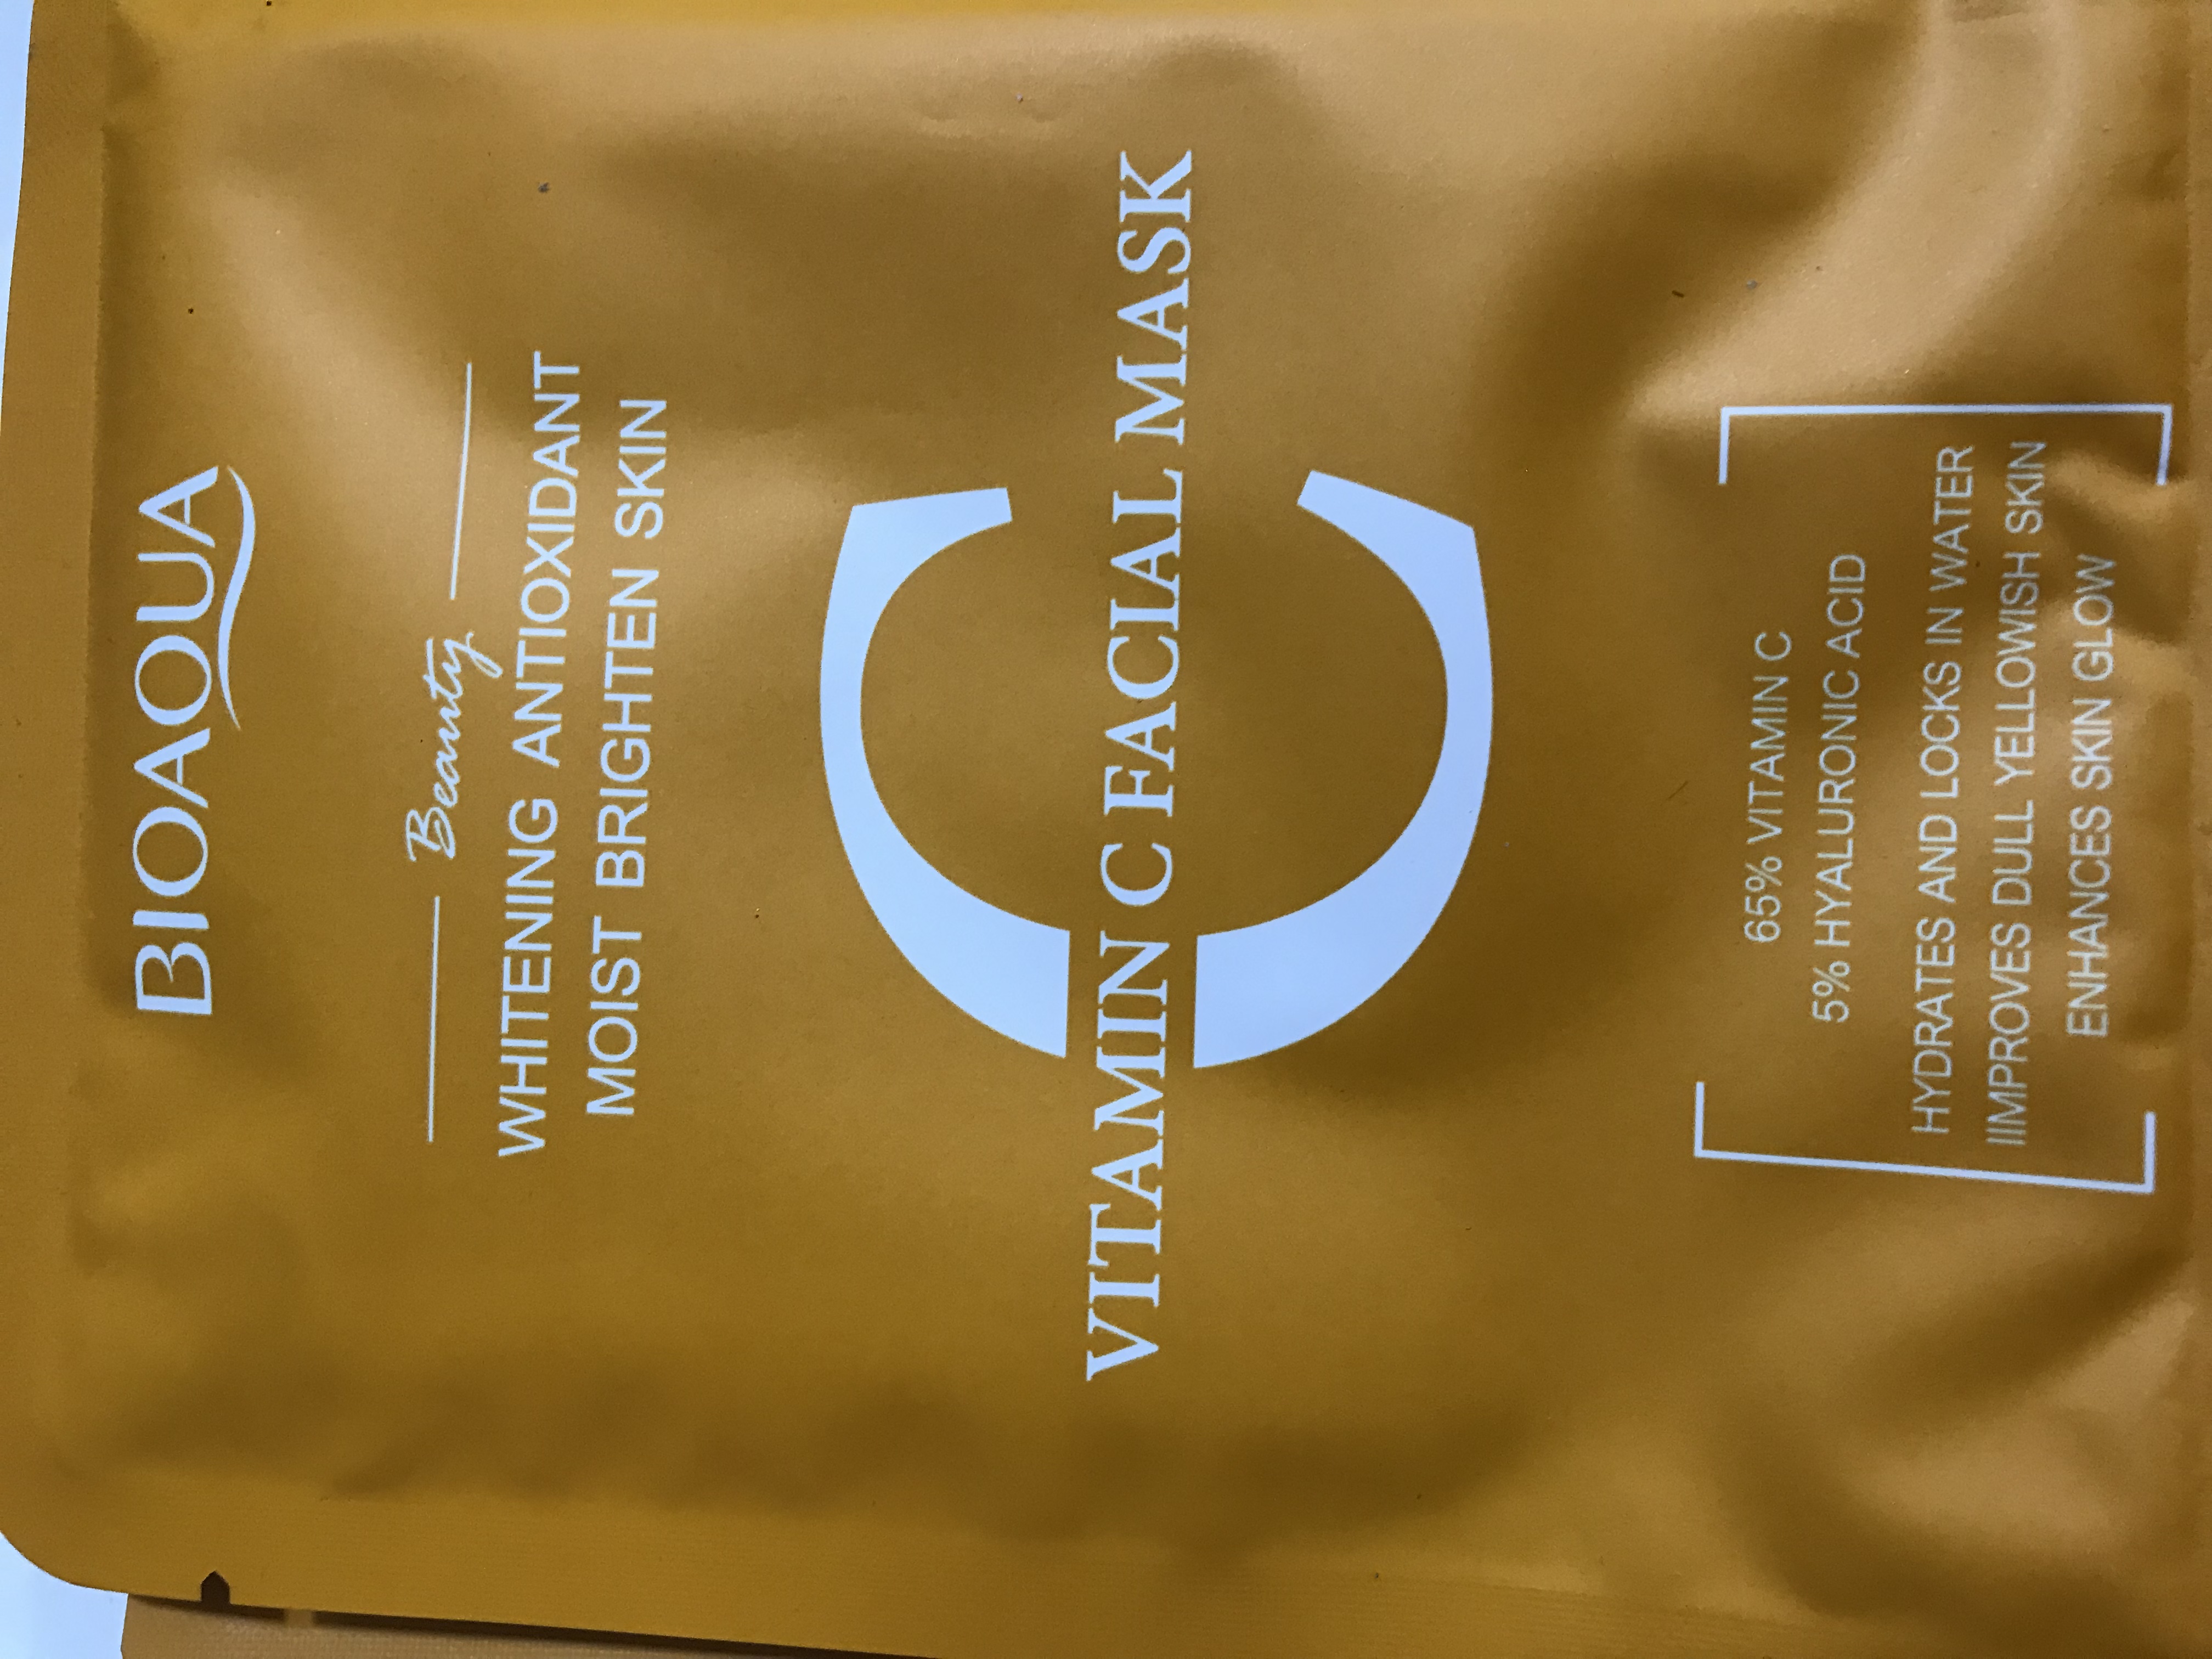 BIOAQUA
Beauty
WHITENING ANTIOXIDANT
MOIST BRIGHTEN SKIN
C
VITAMIN C FACIAL MASK
65% VITAMIN C
5% HYALURONIC ACID
HYDRATES AND LOCKS IN WATER
IIMPROVES DULL YELLOWISH SKIN
ENHANCES SKIN GLOW